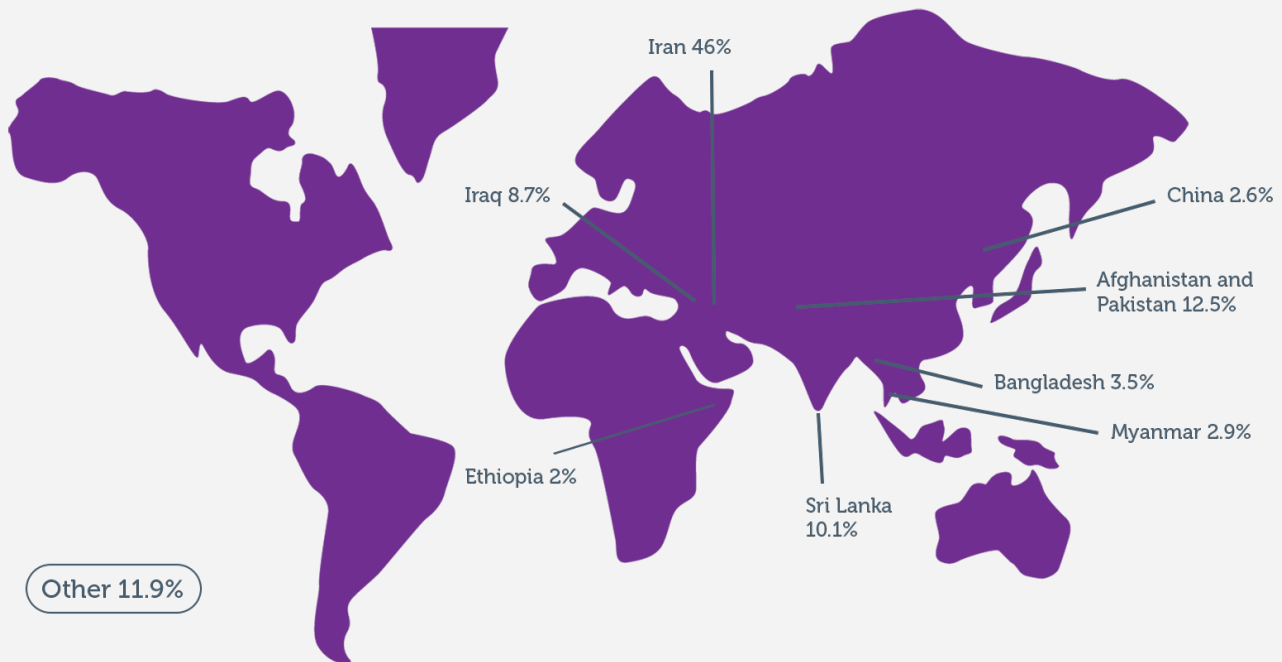 Iran 46%
Iraq 8.7%
China 2.6%
Afghanistan and
Pakistan 12.5%
Bangladesh 3.5%
Myanmar 2.9%
Ethiopia 2%
Sri Lanka
10.1%
Other 11.9%